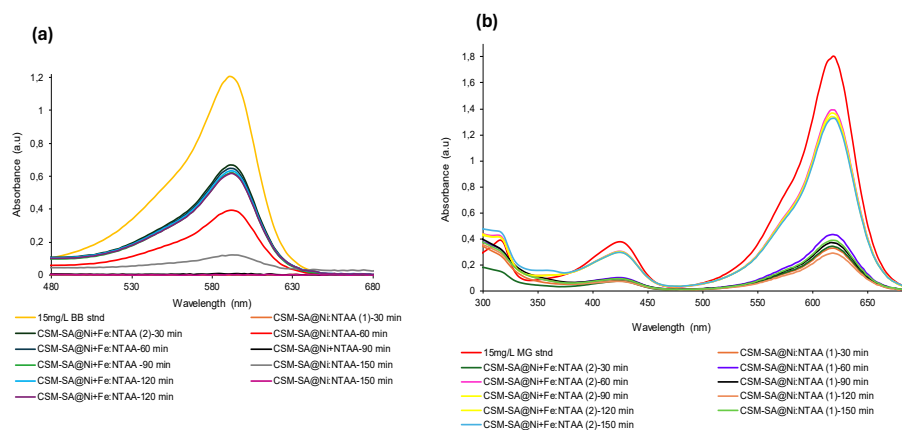 (a)
1,2
1
0,8
0,6
0,4
0,2
0
480
530
580
630
680
Absorbance (a.u)
Wavelength (nm)
15mg/L BB stnd
CSM-SA@Ni:NTAA (1)-30 min
CSM-SA@Ni+Fe:NTAA (2)-30 min
CSM-SA@Ni:NTAA-60 min
CSM-SA@Ni+Fe:NTAA-60 min
CSM-SA@Ni+NTAA-90 min
CSM-SA@Ni+Fe:NTAA -90 min
CSM-SA@Ni:NTAA-150 min
CSM-SA@Ni+Fe:NTAA-120 min
CSM-SA@Ni:NTAA-150 min
CSM-SA@Ni+Fe:NTAA-120 min
(b)
1,8
1,6
1,4
1,2
1
0,8
0,6
0,4
0,2
0
300
350
400
450
500
550
600
650
Absorbance (a.u)
Wavelength (nm)
15mg/L MG stnd
CSM-SA@Ni:NTAA (1)-30 min
CSM-SA@Ni+Fe:NTAA (2)-30 min
CSM-SA@Ni:NTAA (1)-60 min
CSM-SA@Ni+Fe:NTAA (2)-60 min
CSM-SA@Ni:NTAA (1)-90 min
CSM-SA@Ni+Fe:NTAA (2)-90 min
CSM-SA@Ni:NTAA (1)-120 min
CSM-SA@Ni+Fe:NTAA (2)-120 min
CSM-SA@Ni:NTAA (1)-150 min
CSM-SA@Ni+Fe:NTAA (2)-150 min